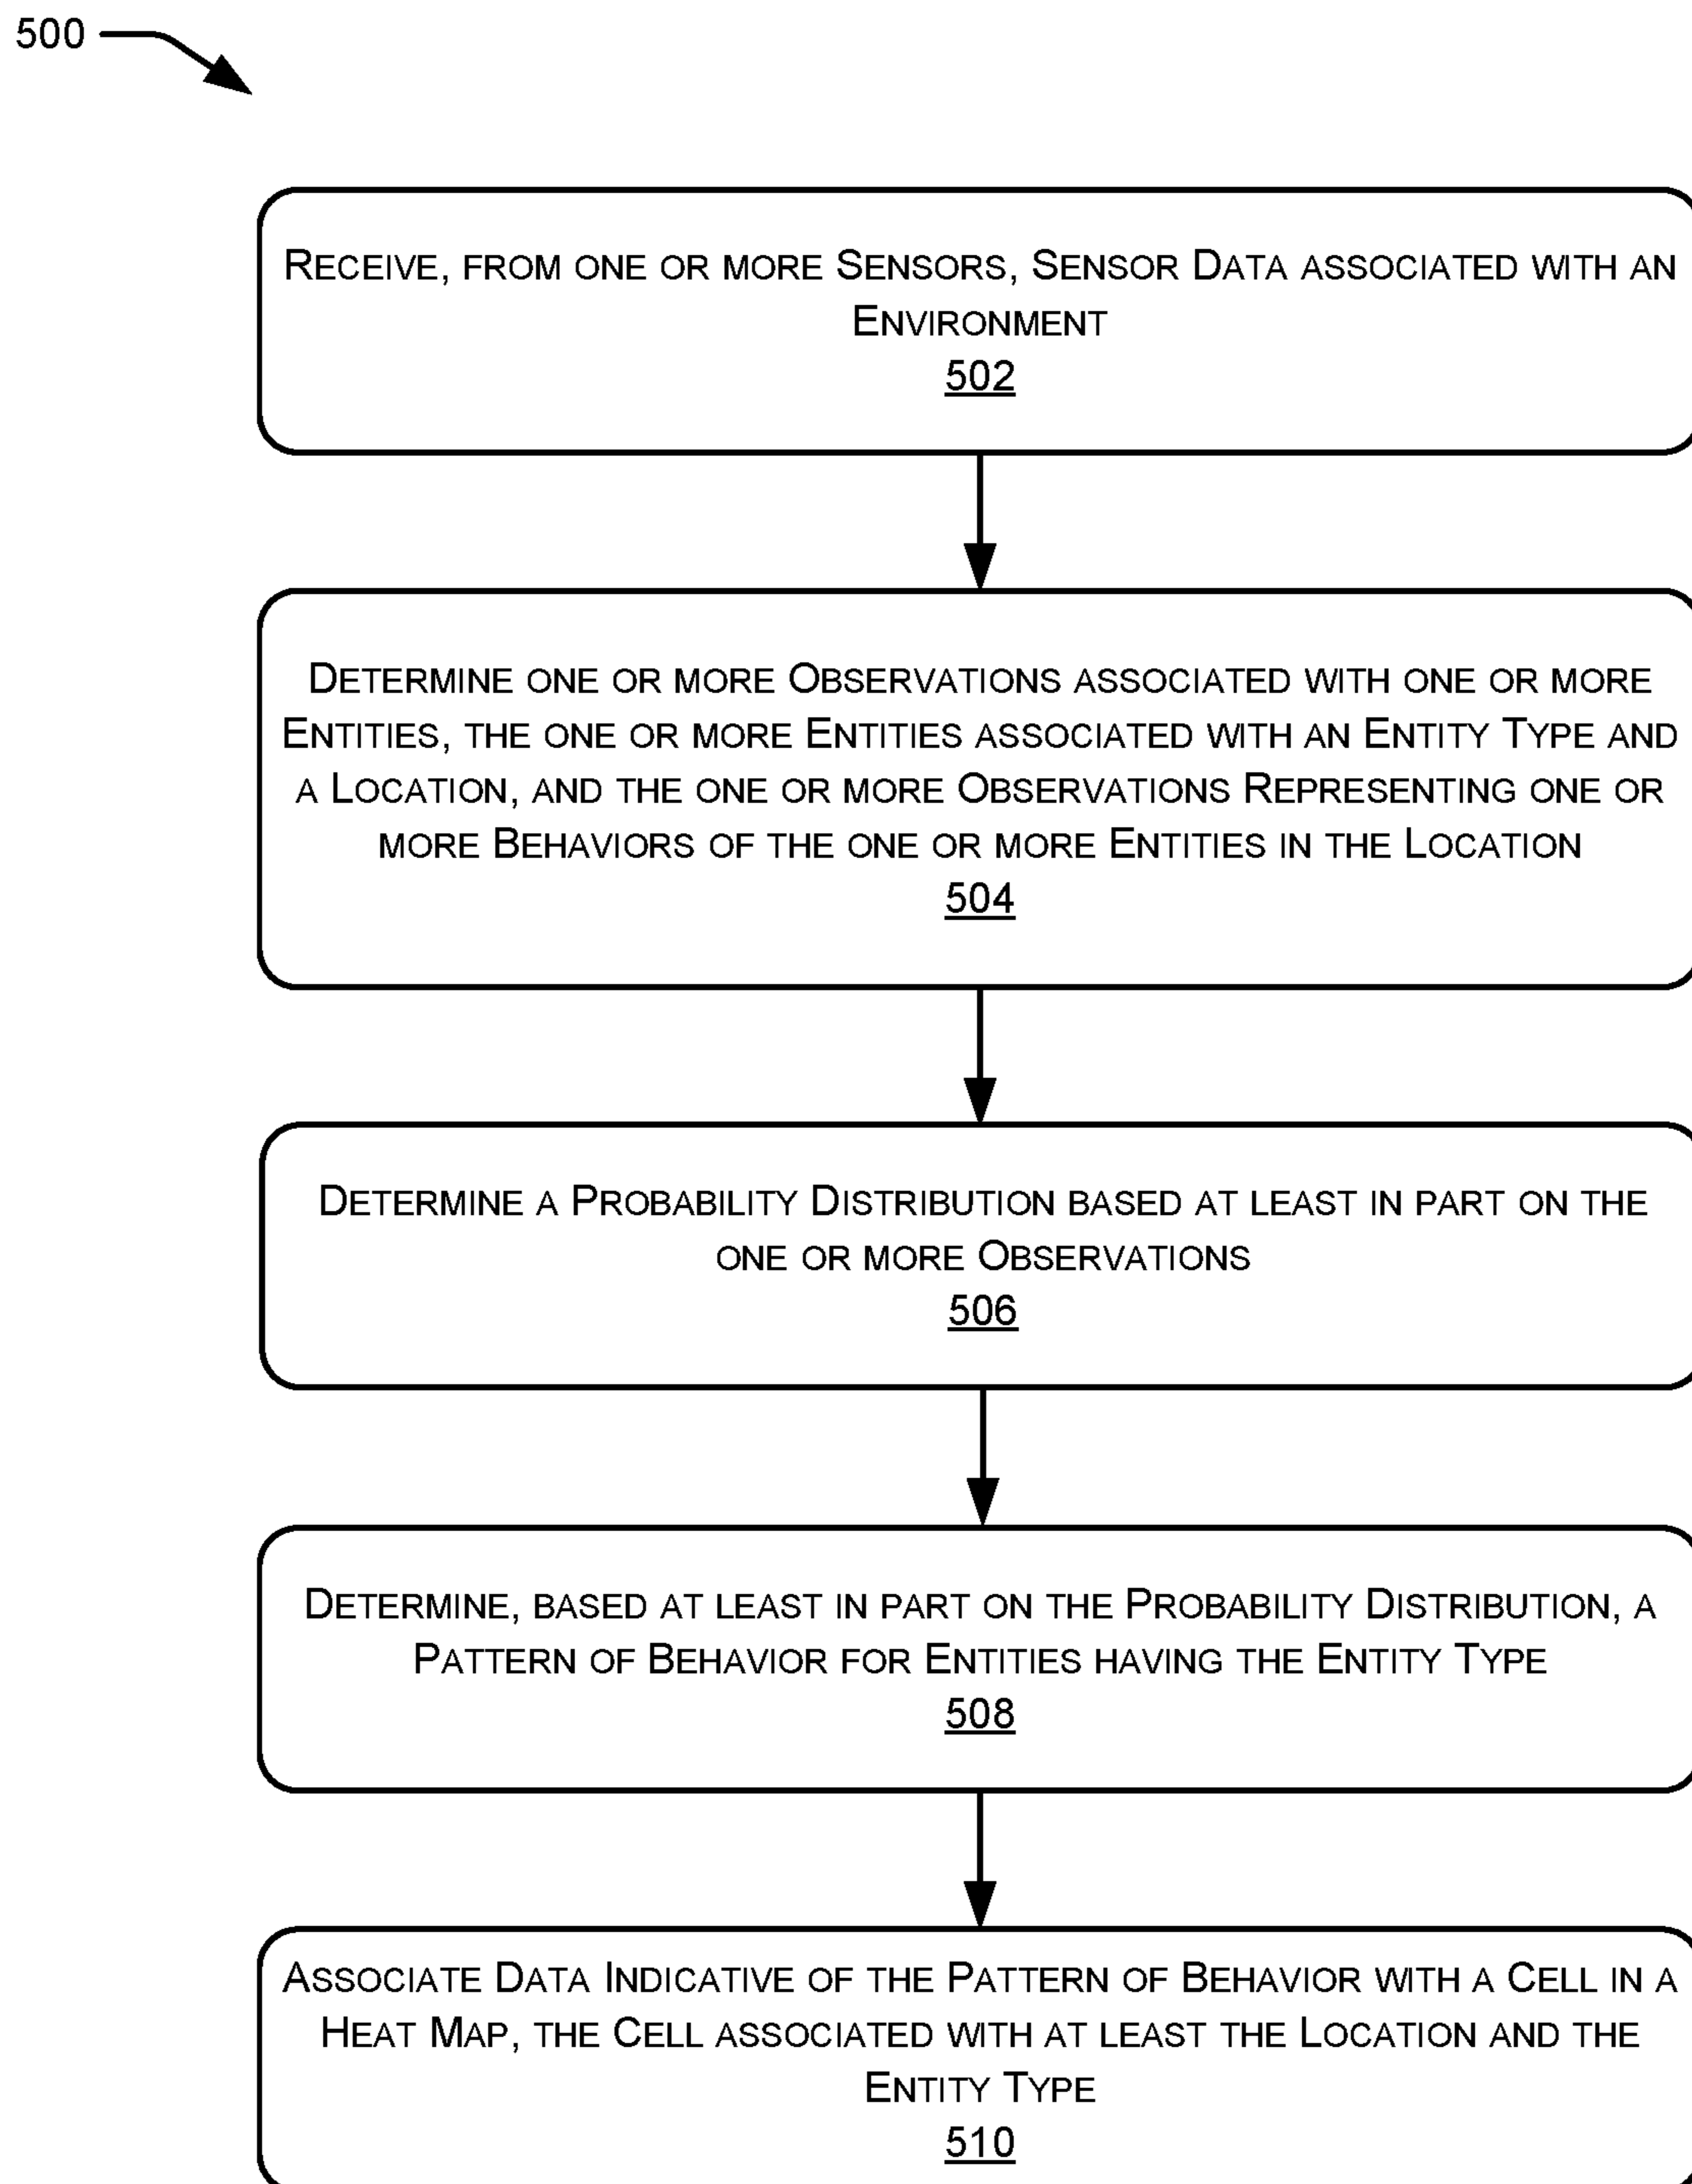 500
Receive, from one or more Sensors, Sensor Data associated with an
Environment
502
Determine one or more Observations associated with one or more
Entities, the one or more Entities associated with an Entity Type and
a Location, and the one or more Observations Representing one or
more Behaviors of the one or more Entities in the Location
504
Determine a Probability Distribution based at least in part on the
one or more Observations
506
Determine, based at least in part on the Probability Distribution, a
Pattern of Behavior for Entities having the Entity Type
508
Associate Data Indicative of the Pattern of Behavior with a Cell in a
Heat Map, the Cell associated with at least the Location and the
Entity Type
510